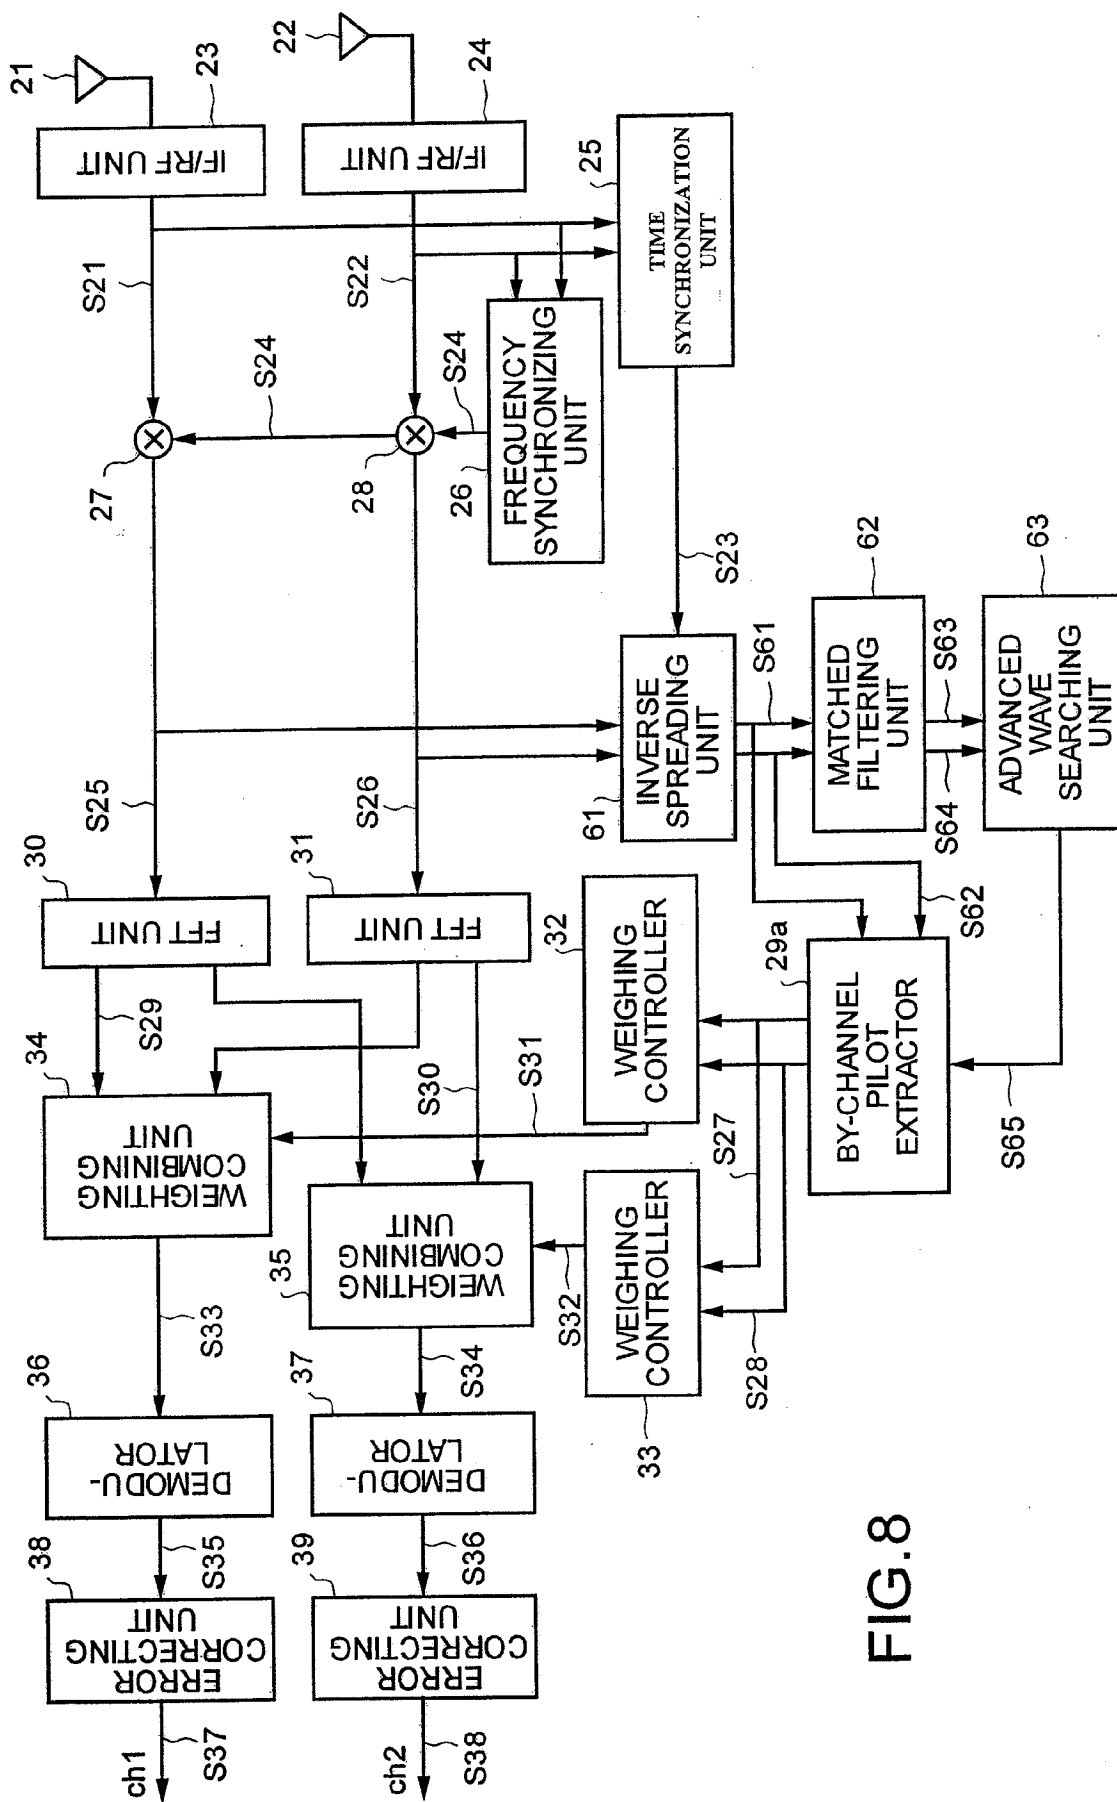 21
23
IF/RF UNIT
22
24
IF/RF UNIT
25
TIME
SYNCHRONIZATION
UNIT
S21
S22
S24
S24
FREQUENCY
SYNCHRONIZING
UNIT
26
27
28
S23
S25
S26
INVERSE
SPREADING
UNIT
61
S61
MATCHED
FILTERING
UNIT
62
S63
S64
ADVANCED
WAVE
SEARCHING
UNIT
63
30
FFT UNIT
31
FFT UNIT
S29
S30
S62
29a
BY-CHANNEL
PILOT
EXTRACTOR
S65
32
WEIGHING
CONTROLLER
S31
S27
34
WEIGHTING
COMBINING
UNIT
35
WEIGHTING
COMBINING
UNIT
S32
WEIGHING
CONTROLLER
33
S28
S33
S34
36
DEMODU-
LATOR
37
DEMODU-
LATOR
S35
S36
38
ERROR
CORRECTING
UNIT
39
ERROR
CORRECTING
UNIT
ch1
S37
ch2
S38
FIG.8